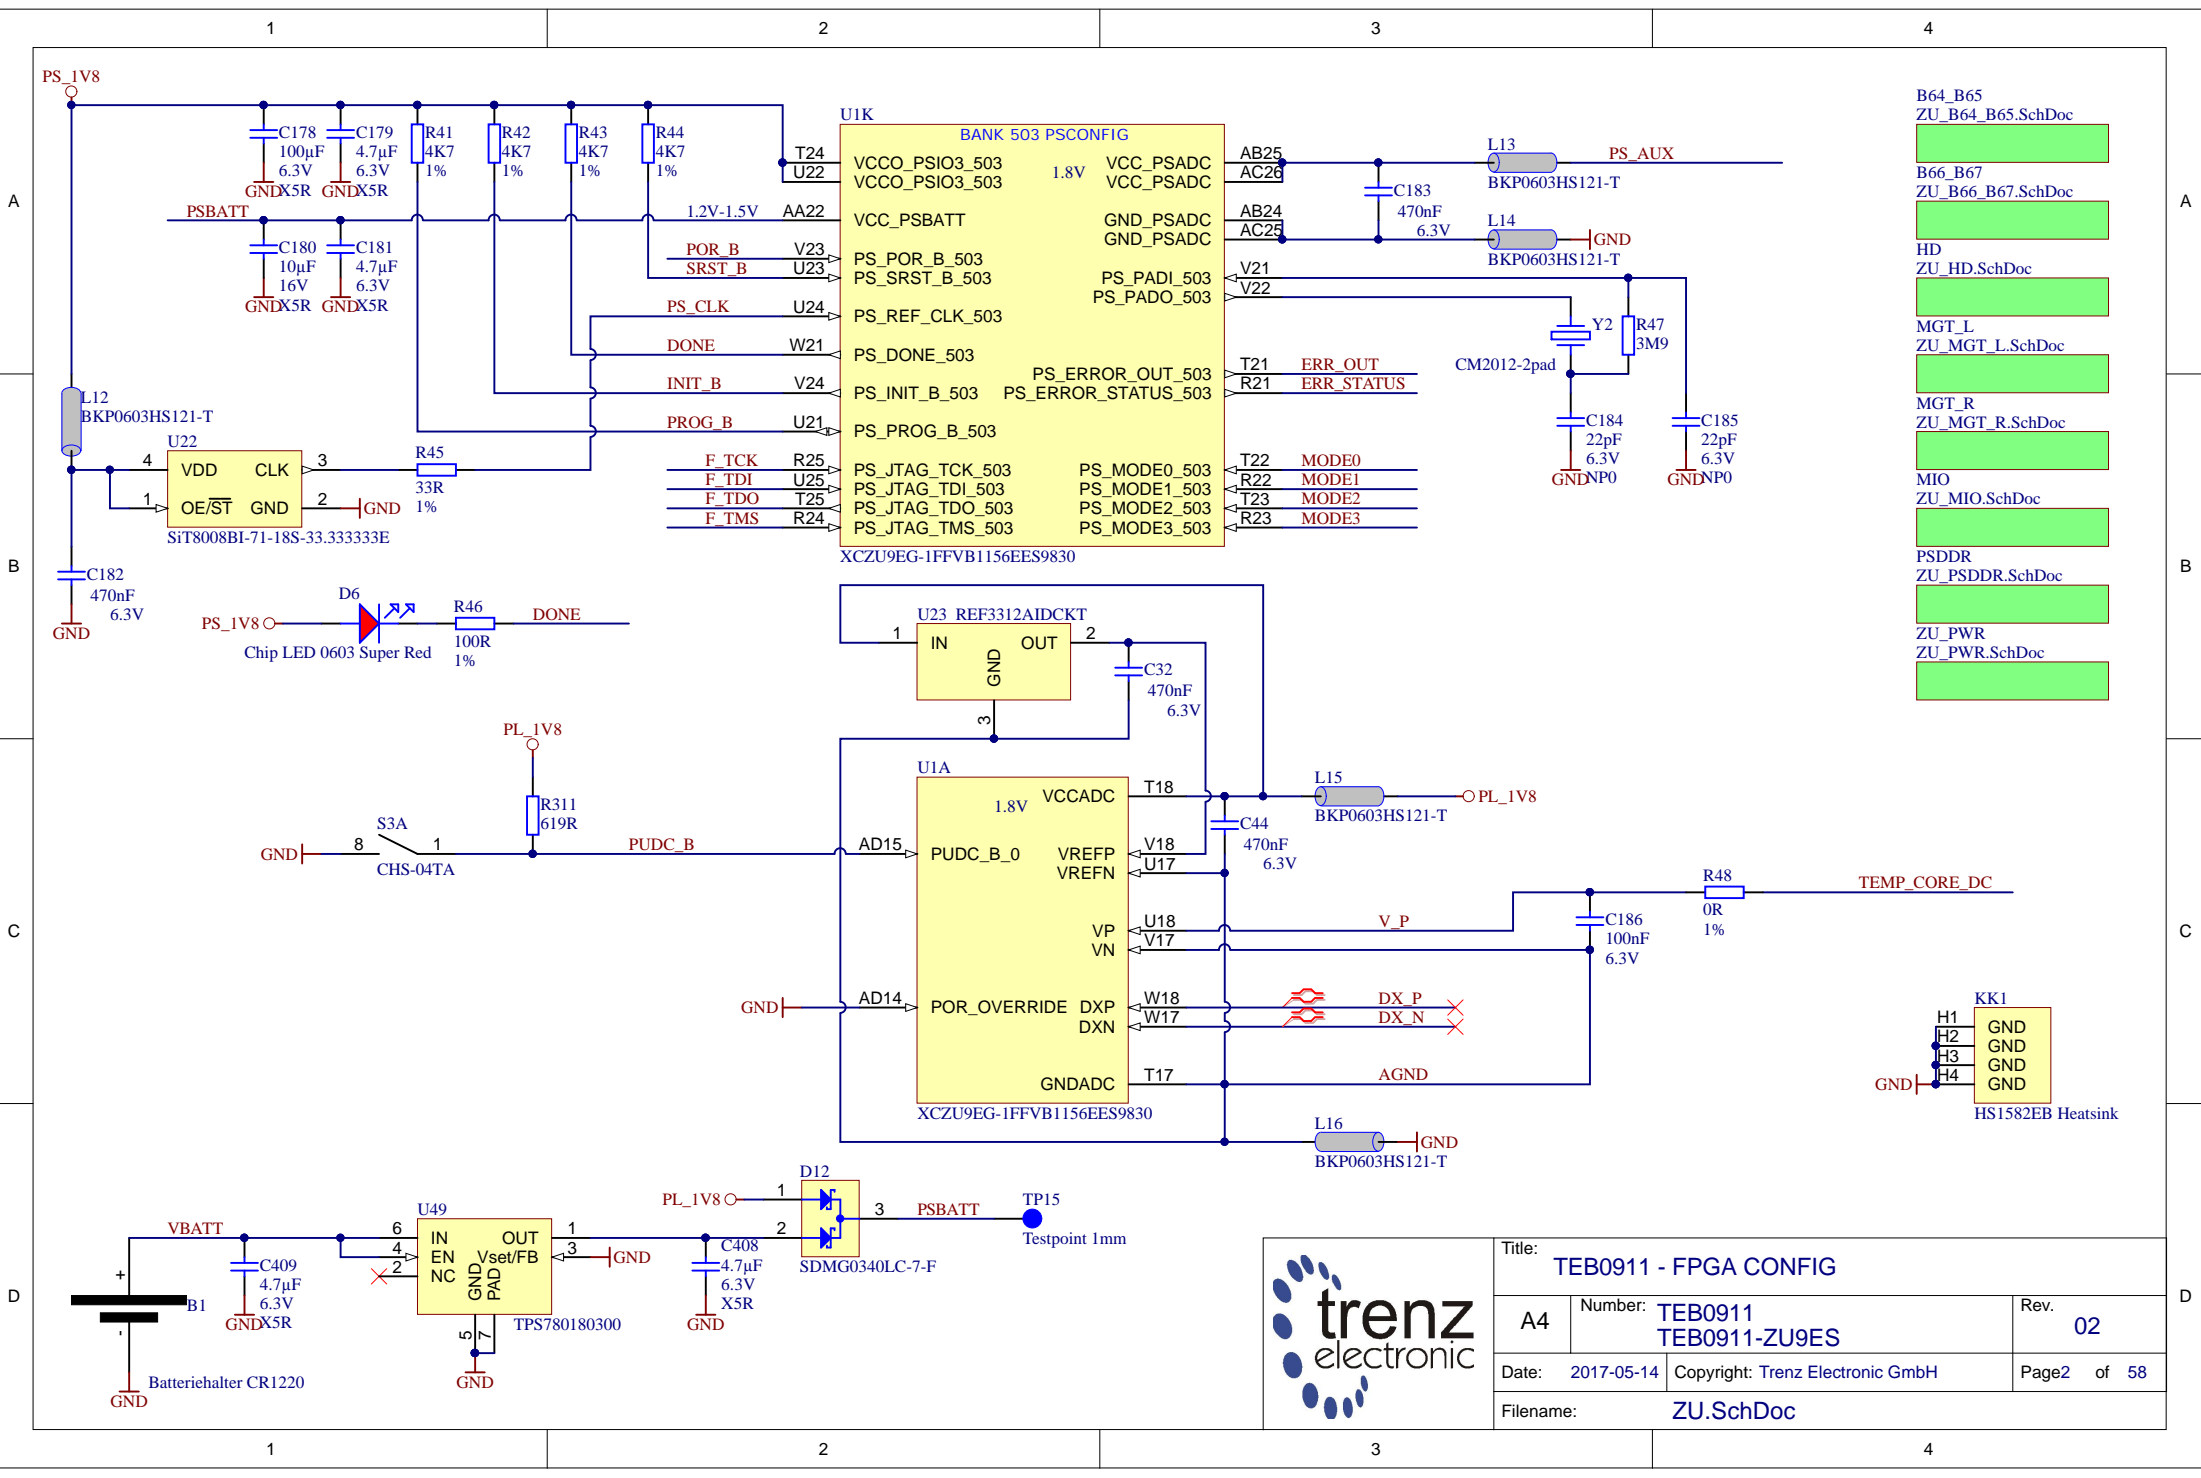 1
2
3
4
A
A
B
B
C
C
D
D
PS_1V8
C178
100µF
6.3V
X5R
GND
C179
4.7µF
6.3V
X5R
GND
R41
4K7
1%
R42
4K7
1%
R43
4K7
1%
R44
4K7
1%
PSBATT
1.2V-1.5V
C180
10µF
16V
X5R
GND
C181
4.7µF
6.3V
X5R
GND
POR_B
SRST_B
PS_CLK
DONE
INIT_B
PROG_B
F_TCK
F_TDI
F_TDO
F_TMS
U1K
BANK 503 PSCONFIG
1.8V
T24 VCCO_PSIO3_503
U22 VCCO_PSIO3_503
AA22 VCC_PSBATT
V23 PS_POR_B_503
U23 PS_SRST_B_503
U24 PS_REF_CLK_503
W21 PS_DONE_503
V24 PS_INIT_B_503
U21 PS_PROG_B_503
R25 PS_JTAG_TCK_503
U25 PS_JTAG_TDI_503
T25 PS_JTAG_TDO_503
R24 PS_JTAG_TMS_503
VCC_PSADC AB25
VCC_PSADC AC26
GND_PSADC AB24
GND_PSADC AC25
PS_PADI_503 V21
PS_PADO_503 V22
PS_ERROR_OUT_503 T21 ERR_OUT
PS_ERROR_STATUS_503 R21 ERR_STATUS
PS_MODE0_503 T22 MODE0
PS_MODE1_503 R22 MODE1
PS_MODE2_503 T23 MODE2
PS_MODE3_503 R23 MODE3
XCZU9EG-1FFVB1156EES9830
L13
BKP0603HS121-T
PS_AUX
C183
470nF
6.3V
L14
BKP0603HS121-T
GND
Y2
CM2012-2pad
R47
3M9
C184
22pF
6.3V
NP0
GND
C185
22pF
6.3V
NP0
GND
B64_B65
ZU_B64_B65.SchDoc
B66_B67
ZU_B66_B67.SchDoc
HD
ZU_HD.SchDoc
MGT_L
ZU_MGT_L.SchDoc
MGT_R
ZU_MGT_R.SchDoc
MIO
ZU_MIO.SchDoc
PSDDR
ZU_PSDDR.SchDoc
ZU_PWR
ZU_PWR.SchDoc
L12
BKP0603HS121-T
U22
4 VDD CLK 3
1 OE/ST GND 2
GND
SiT8008BI-71-18S-33.333333E
R45
33R
1%
C182
470nF
6.3V
GND
PS_1V8
D6
Chip LED 0603 Super Red
R46
100R
1%
DONE
U23 REF3312AIDCKT
1 IN OUT 2
GND
3
C32
470nF
6.3V
PL_1V8
R311
619R
S3A
GND 8 1
CHS-04TA
PUDC_B
U1A
1.8V
AD15 PUDC_B_0
GND AD14 POR_OVERRIDE
VCCADC T18
VREFP V18
VREFN U17
VP U18 V_P
VN V17
DXP W18 DX_P
DXN W17 DX_N
GNDADC T17 AGND
XCZU9EG-1FFVB1156EES9830
L15
BKP0603HS121-T
PL_1V8
C44
470nF
6.3V
C186
100nF
6.3V
R48
0R
1%
TEMP_CORE_DC
L16
BKP0603HS121-T
GND
KK1
H1 GND
H2 GND
H3 GND
H4 GND
GND
HS1582EB Heatsink
VBATT
+
-
B1
Batteriehalter CR1220
GND
C409
4.7µF
6.3V
X5R
GND
U49
6 IN OUT 1
4 EN Vset/FB 3
2 NC
GND
PAD
5
7
GND
GND
TPS780180300
C408
4.7µF
6.3V
X5R
GND
D12
PL_1V8 1
2
3
SDMG0340LC-7-F
PSBATT
TP15
Testpoint 1mm
trenz
electronic
Title:
TEB0911 - FPGA CONFIG
A4
Number: TEB0911
TEB0911-ZU9ES
Rev.
02
Date: 2017-05-14
Copyright: Trenz Electronic GmbH
Page2 of 58
Filename: ZU.SchDoc
1
2
3
4